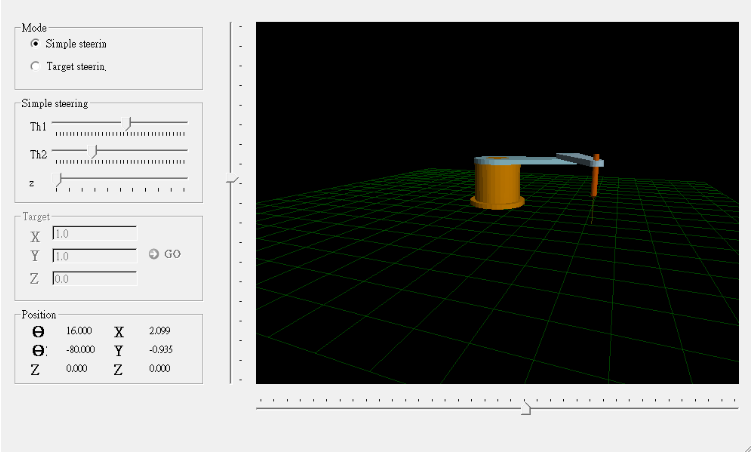 Mode
Simple steerin
Target steerin.
Simple steering
Th1
Th2
z
Target
X 1.0
Y 1.0
GO
Z 0.0
Position
Θ 16.000 X 2.099
Θ: -80.000 Y -0.935
Z 0.000 Z 0.000